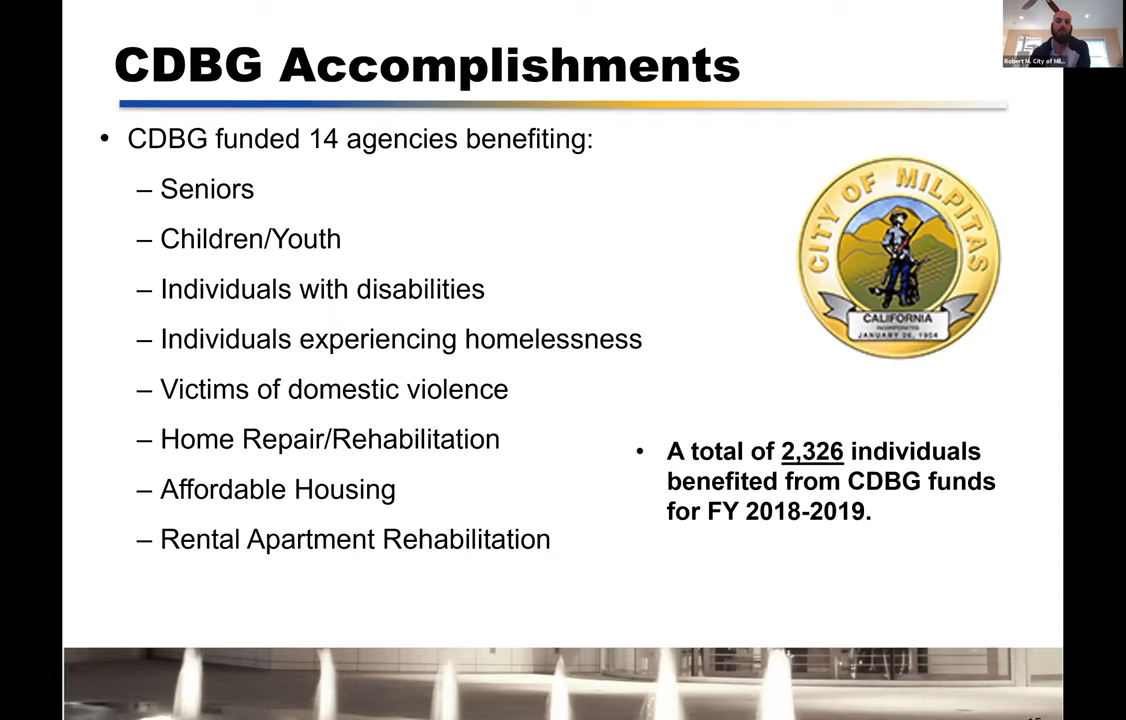 CDBG Accomplishments
• CDBG funded 14 agencies benefiting:
– Seniors
– Children/Youth
– Individuals with disabilities
– Individuals experiencing homelessness
– Victims of domestic violence
– Home Repair/Rehabilitation
– Affordable Housing
– Rental Apartment Rehabilitation
• A total of 2,326 individuals
benefited from CDBG funds
for FY 2018-2019.
CITY OF MILPITAS
CALIFORNIA
INCORPORATED
JANUARY 26, 1954
Robert M. City of Mil...